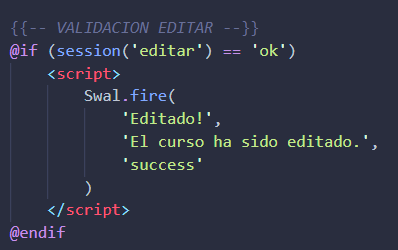 {{-- VALIDACION EDITAR --}}
@if (session('editar') == 'ok')
    <script>
        Swal.fire(
            'Editado!',
            'El curso ha sido editado.',
            'success'
        )
    </script>
@endif